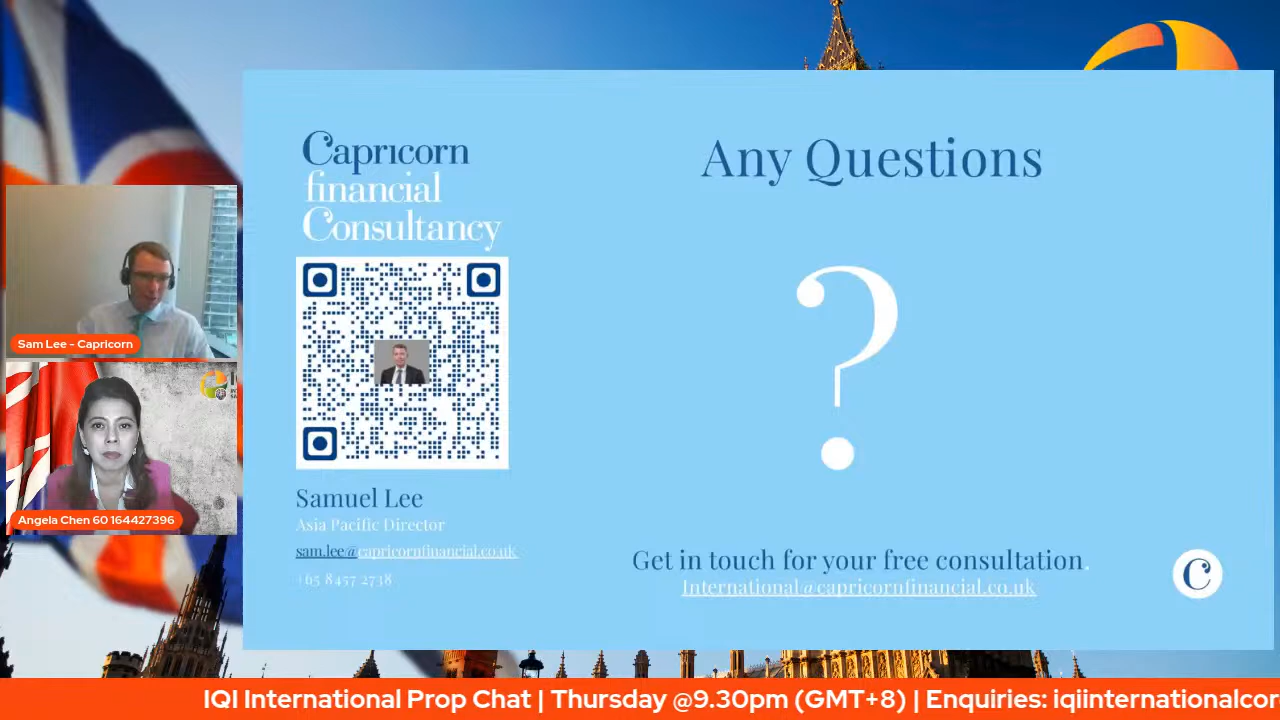 Capricorn
financial
Consultancy
Any Questions
?
Samuel Lee
Asia Pacific Director
sam.lee@capricornfinancial.co.uk
+65 8457 2738
Get in touch for your free consultation.
International@capricornfinancial.co.uk
C
Sam Lee - Capricorn
Angela Chen 60 164427396
IQI International Prop Chat | Thursday @9.30pm (GMT+8) | Enquiries: iqiinternationalcor